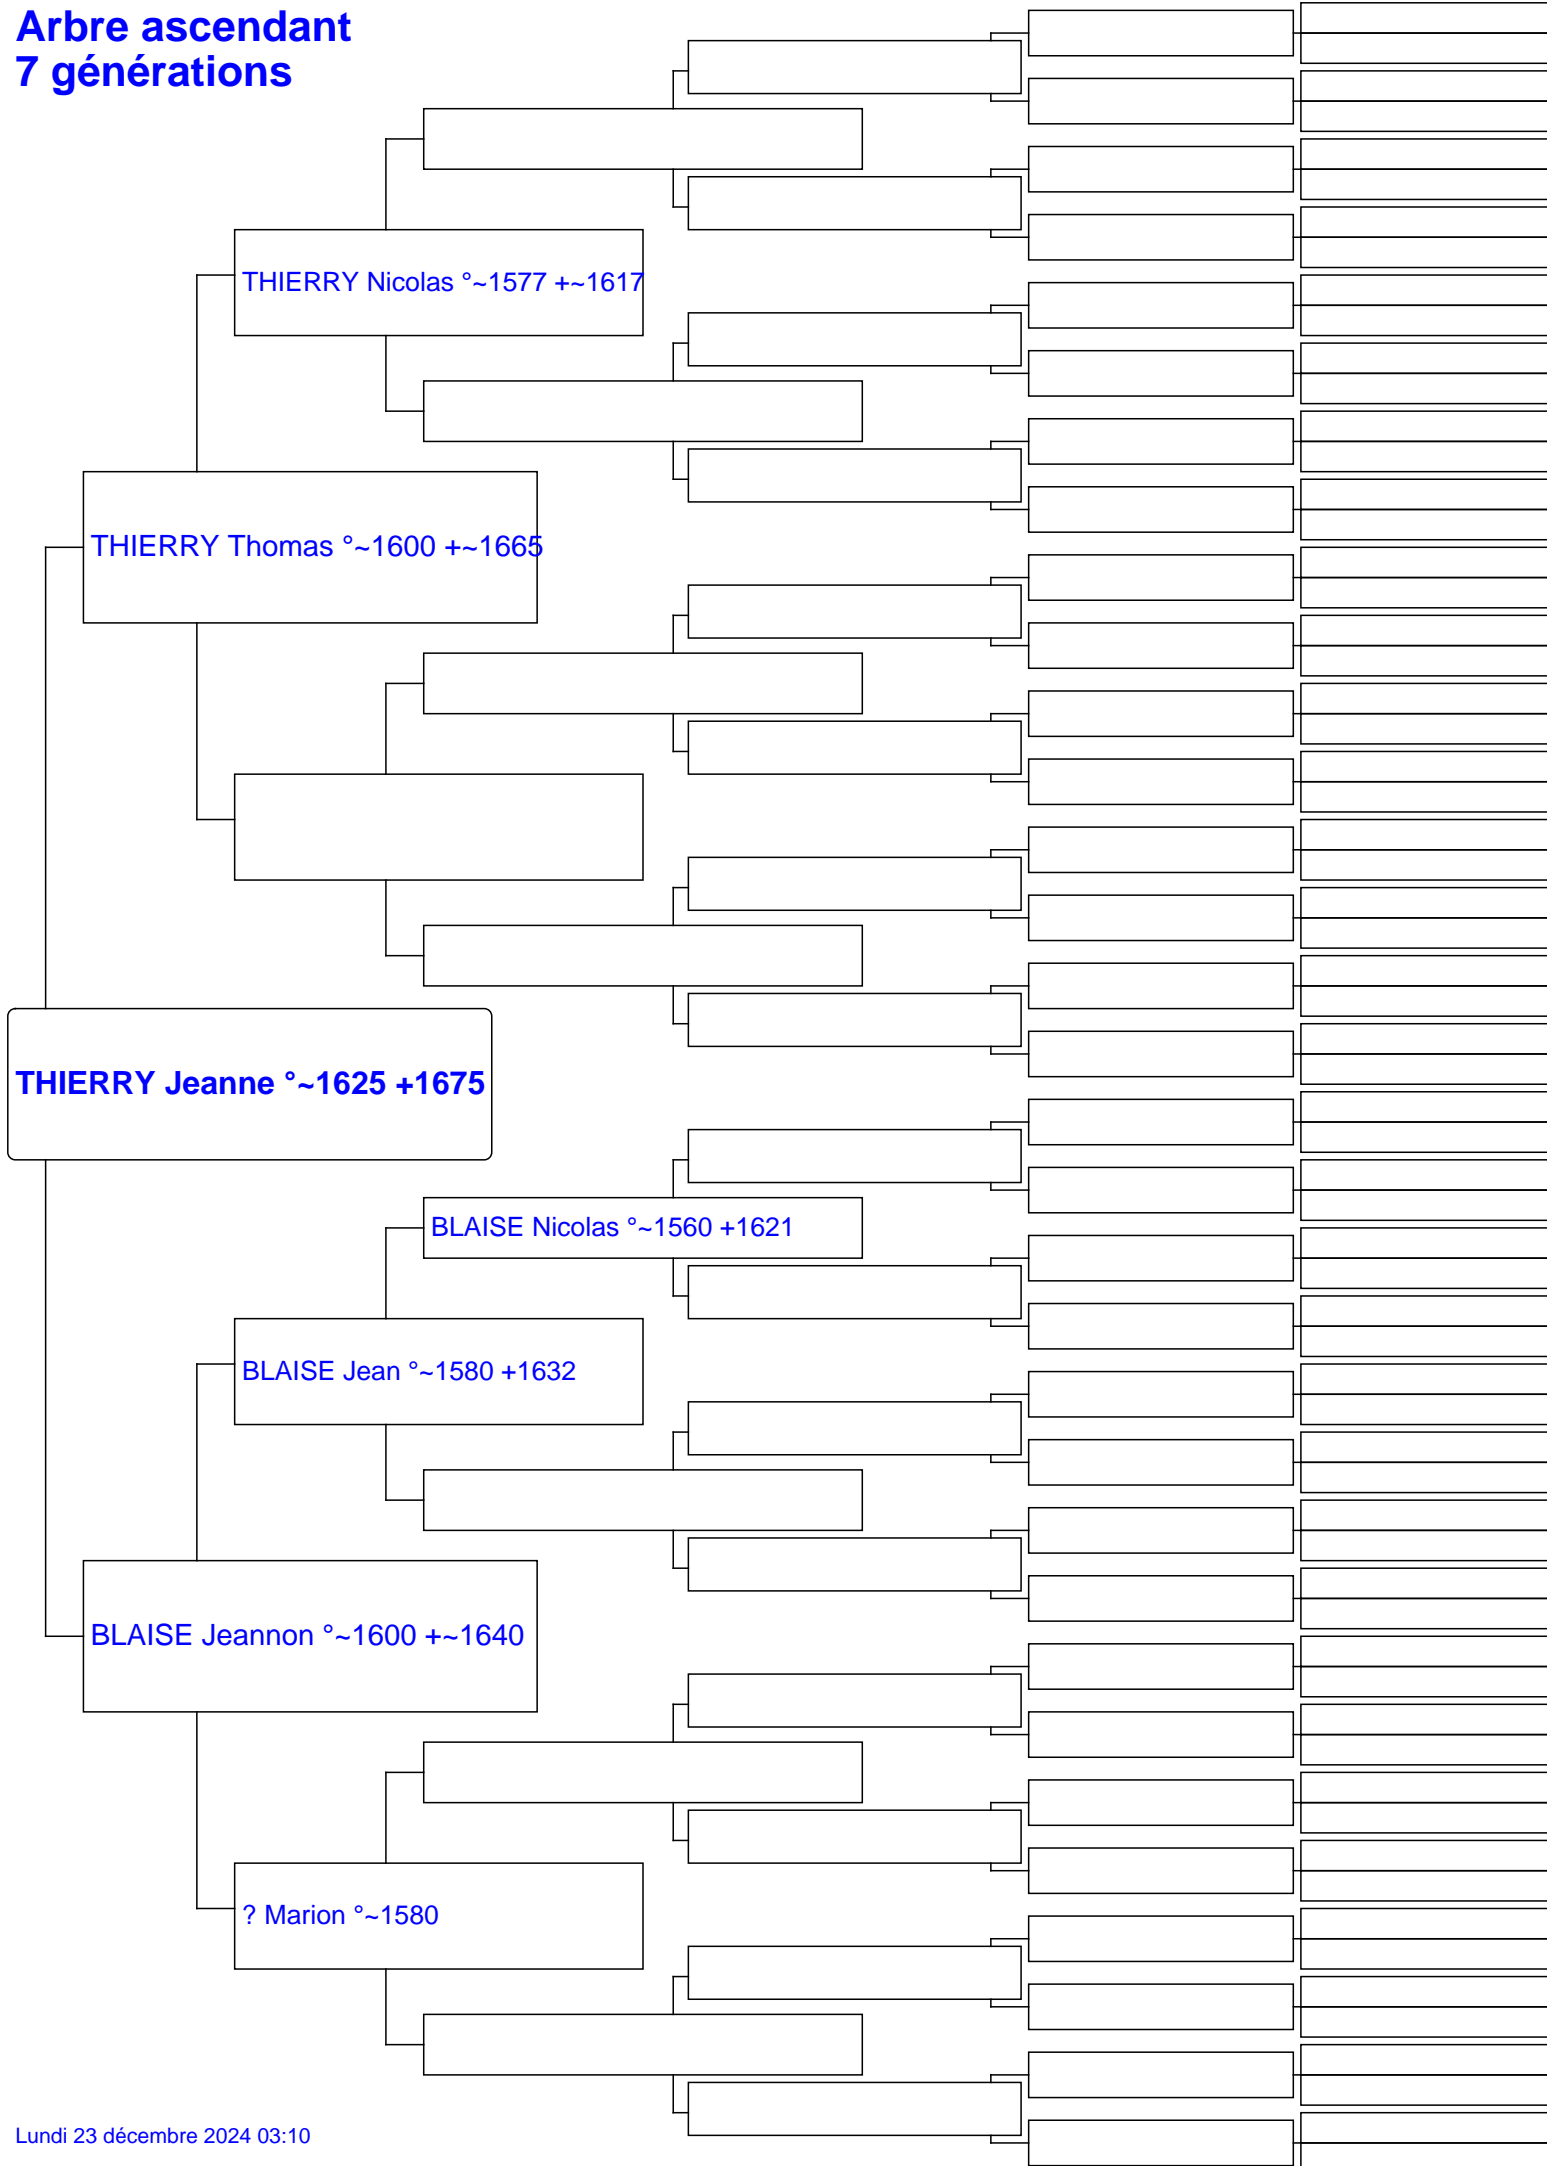 Arbre ascendant
7 générations
THIERRY Nicolas °~1577 +~1617
THIERRY Thomas °~1600 +~1665
THIERRY Jeanne °~1625 +1675
BLAISE Nicolas °~1560 +1621
BLAISE Jean °~1580 +1632
BLAISE Jeannon °~1600 +~1640
? Marion °~1580
Lundi 23 décembre 2024 03:10